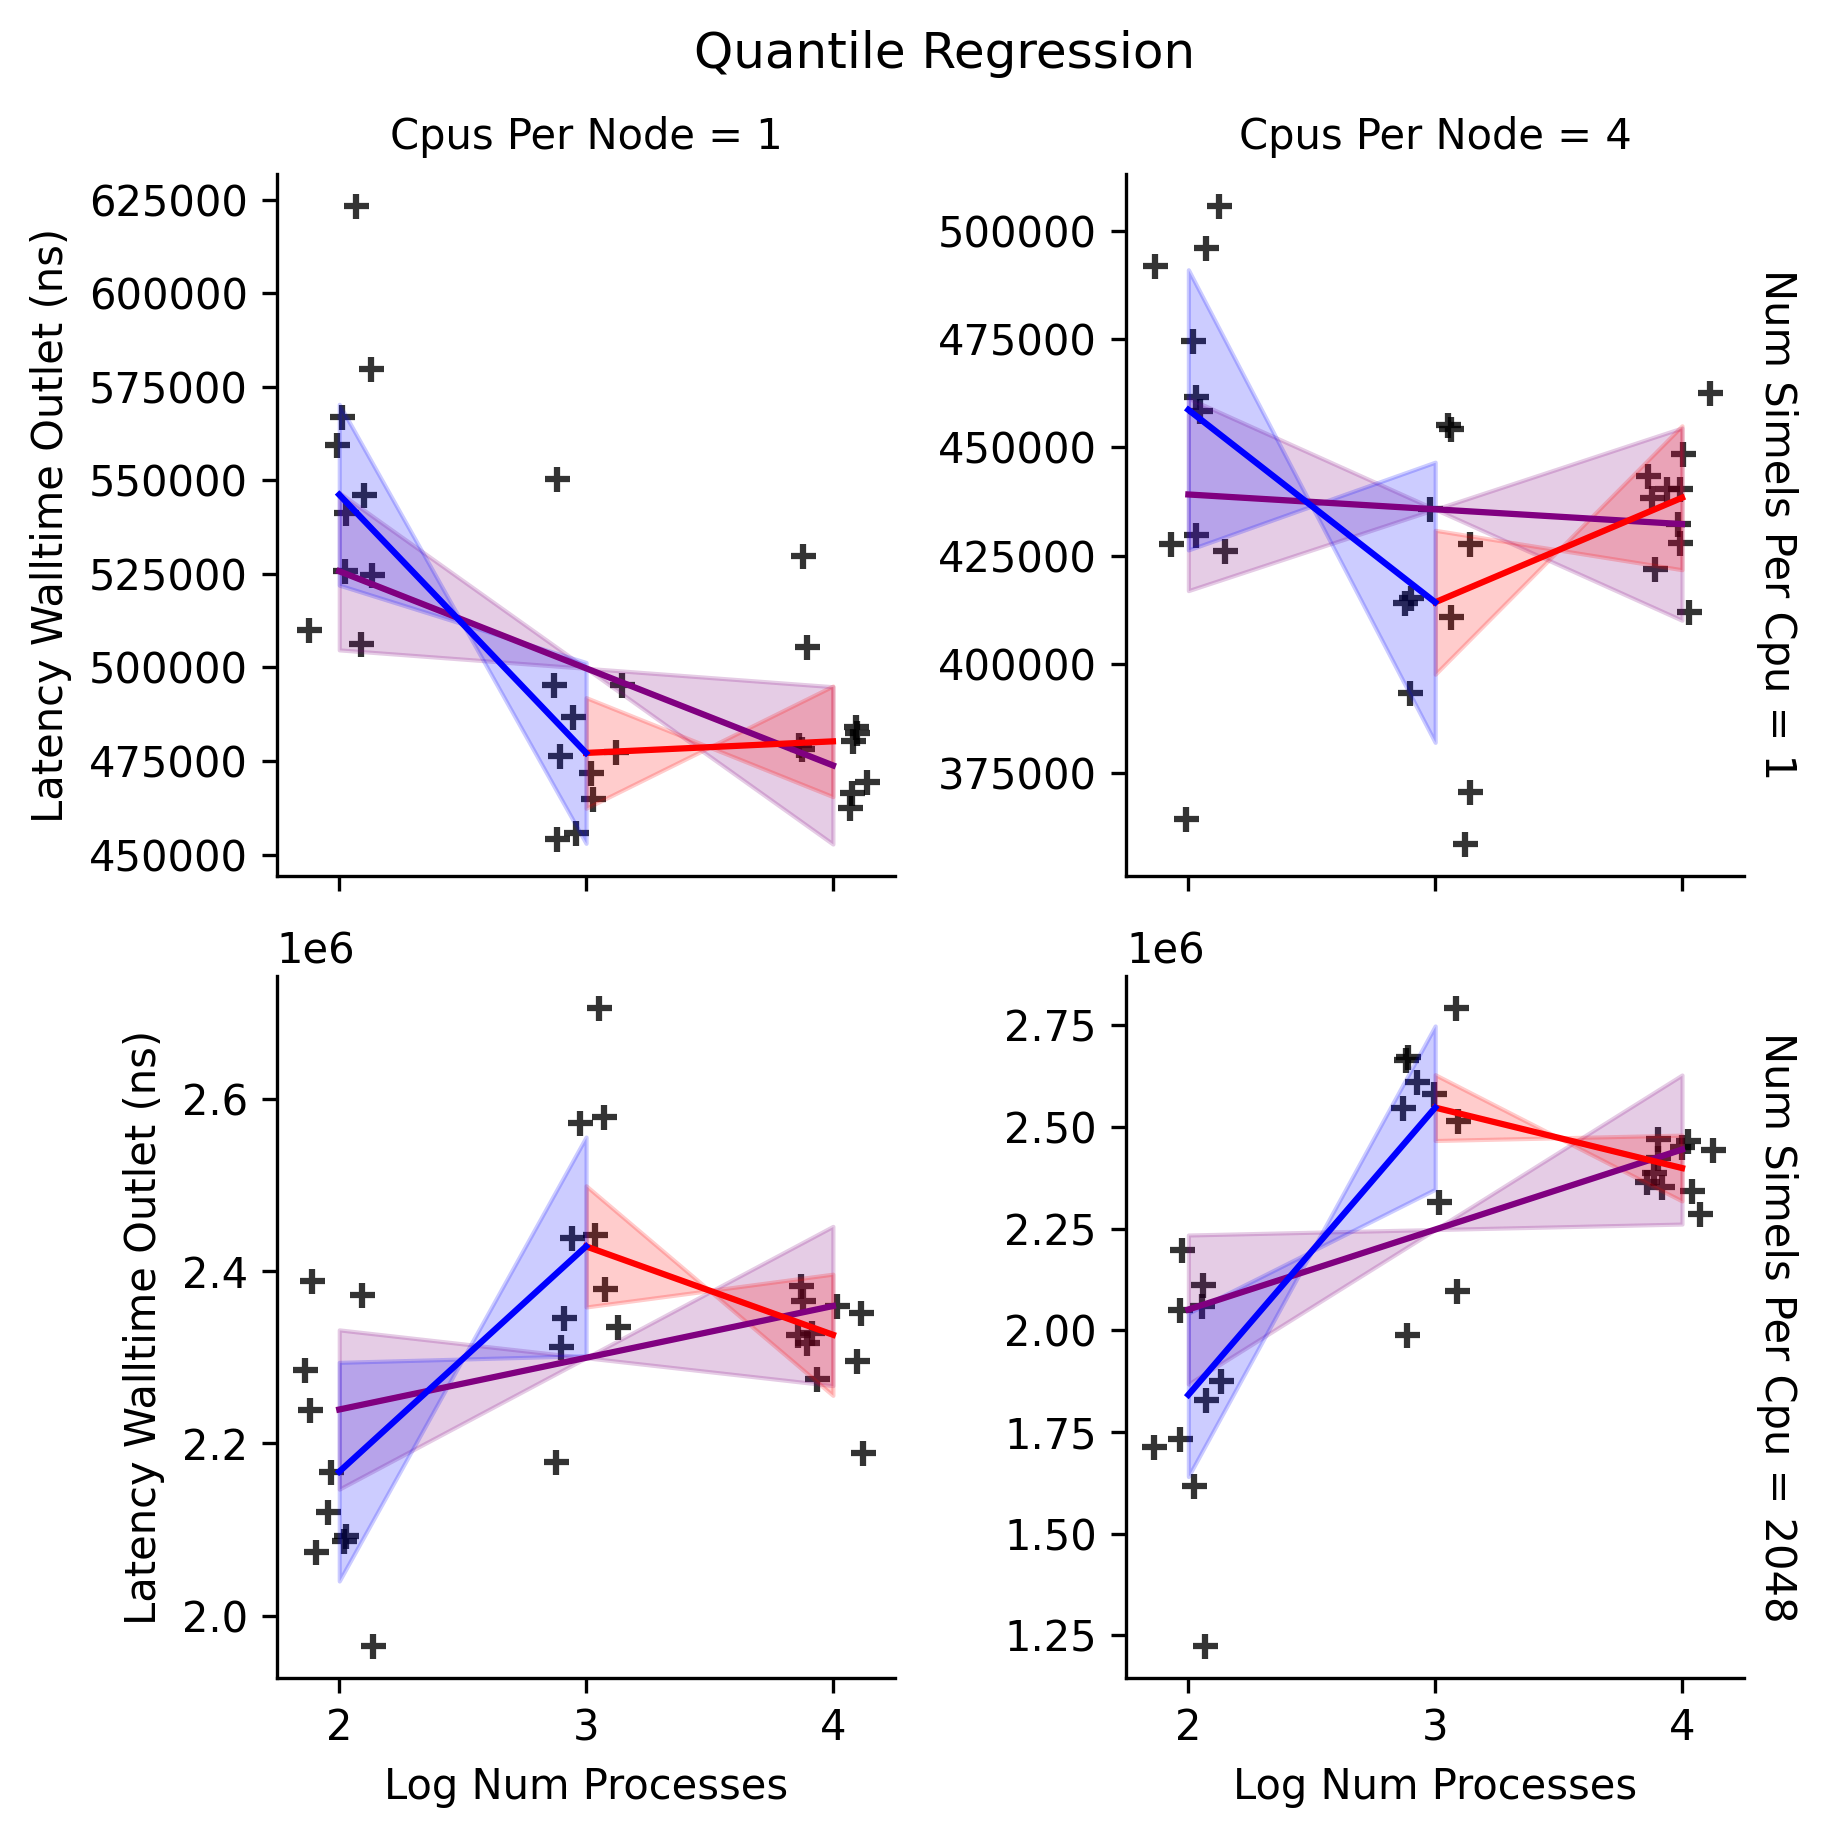 Quantile Regression
Cpus Per Node = 1
Cpus Per Node = 4
Latency Walltime Outlet (ns)
625000
600000
575000
550000
525000
500000
475000
450000
500000
475000
450000
425000
400000
375000
Num Simels Per Cpu = 1
1e6
Latency Walltime Outlet (ns)
2.6
2.4
2.2
2.0
2 3 4
Log Num Processes
1e6
2.75
2.50
2.25
2.00
1.75
1.50
1.25
2 3 4
Log Num Processes
Num Simels Per Cpu = 2048